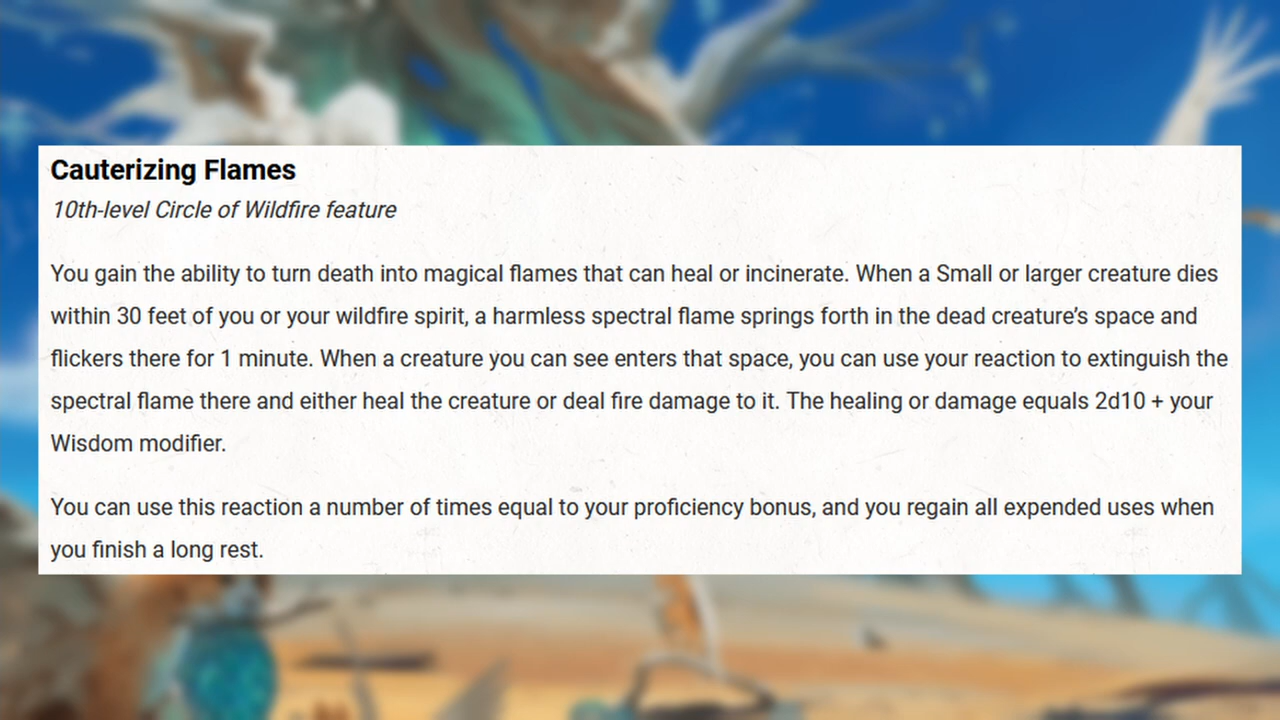 Cauterizing Flames
10th-level Circle of Wildfire feature
You gain the ability to turn death into magical flames that can heal or incinerate. When a Small or larger creature dies
within 30 feet of you or your wildfire spirit, a harmless spectral flame springs forth in the dead creature’s space and
flickers there for 1 minute. When a creature you can see enters that space, you can use your reaction to extinguish the
spectral flame there and either heal the creature or deal fire damage to it. The healing or damage equals 2d10 + your
Wisdom modifier.
You can use this reaction a number of times equal to your proficiency bonus, and you regain all expended uses when
you finish a long rest.